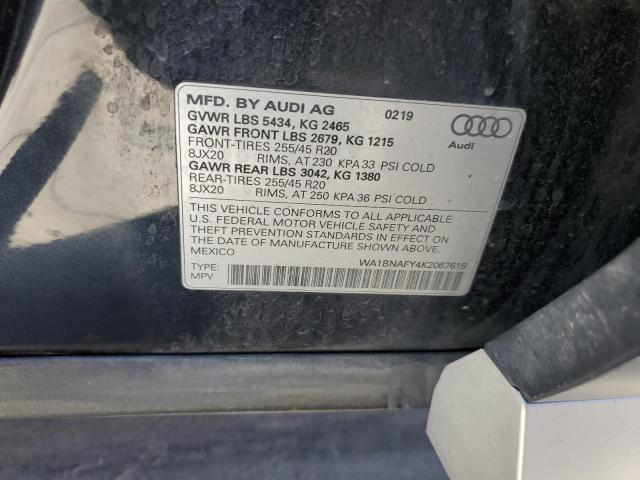 MFD. BY AUDI AG 0219
GVWR LBS 5434, KG 2465
GAWR FRONT LBS 2679, KG 1215
FRONT-TIRES 255/45 R20
8JX20 RIMS, AT 230 KPA 33 PSI COLD
GAWR REAR LBS 3042, KG 1380
REAR-TIRES 255/45 R20
8JX20 RIMS, AT 250 KPA 36 PSI COLD
Audi
THIS VEHICLE CONFORMS TO ALL APPLICABLE
U.S. FEDERAL MOTOR VEHICLE SAFETY AND
THEFT PREVENTION STANDARDS IN EFFECT ON
THE DATE OF MANUFACTURE SHOWN ABOVE.
MEXICO
WA1BNAFY4K2067618
TYPE:
MPV